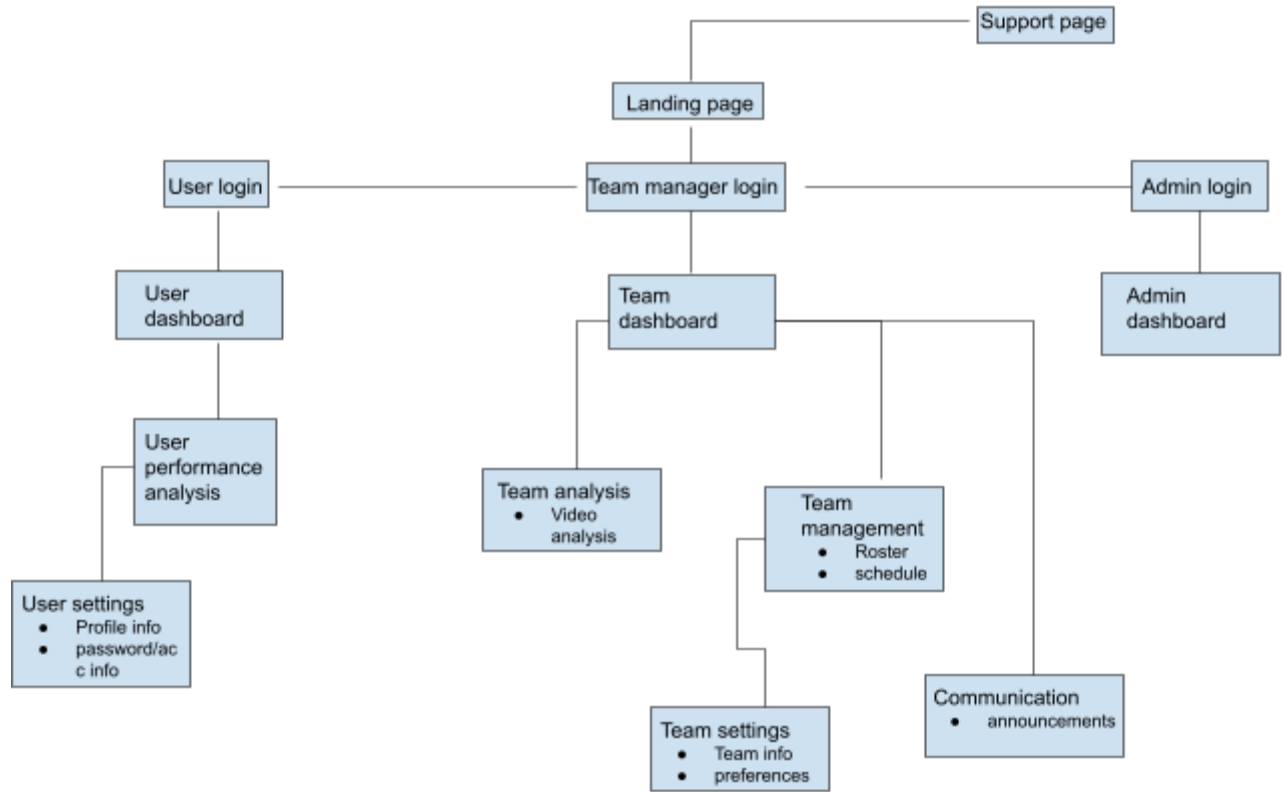 Support page
Landing page
User login
Team manager login
Admin login
User
dashboard
Team
dashboard
Admin
dashboard
User
performance
analysis
Team analysis
● Video
analysis
Team
management
● Roster
● schedule
User settings
● Profile info
● password/ac
c info
Communication
● announcements
Team settings
● Team info
● preferences